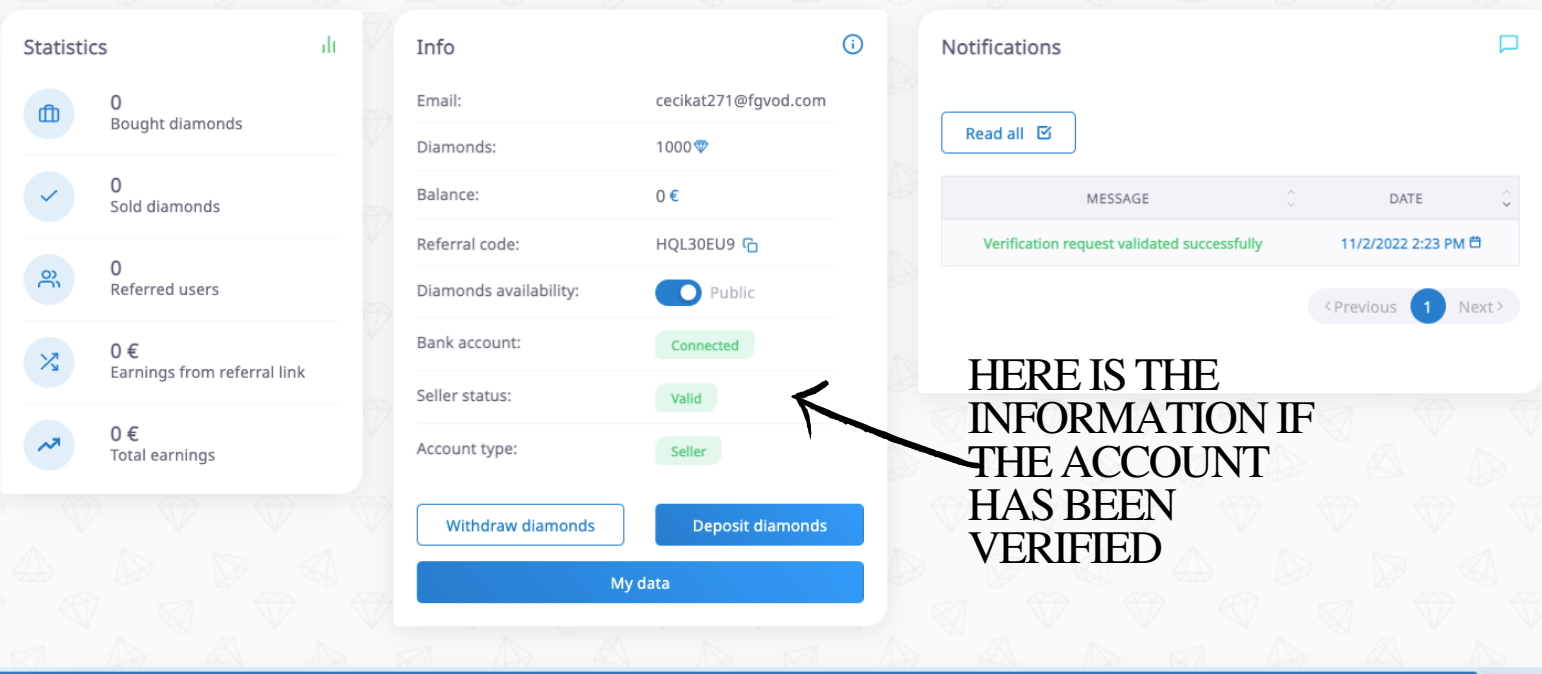 Statistics
0
Bought diamonds
0
Sold diamonds
0
Referred users
0 €
Earnings from referral link
0 €
Total earnings
Info
Email: cecikat271@fgvod.com
Diamonds: 1000
Balance: 0 €
Referral code: HQL30EU9
Diamonds availability: Public
Bank account: Connected
Seller status: Valid
Account type: Seller
Withdraw diamonds Deposit diamonds
My data
Notifications
Read all
MESSAGE DATE
Verification request validated successfully 11/2/2022 2:23 PM
Previous 1 Next
HERE IS THE
INFORMATION IF
THE ACCOUNT
HAS BEEN
VERIFIED